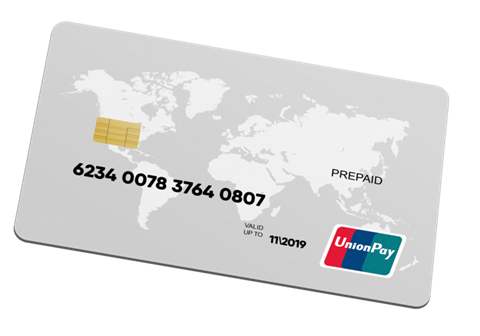 PREPAID
6234 0078 3764 0807
VALID
UP TO 11\2019
UnionPay